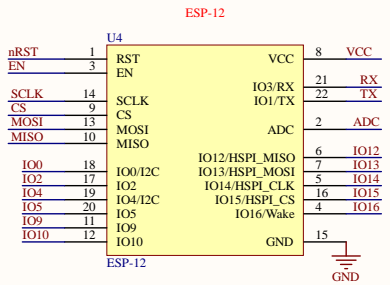 ESP-12
U4
nRST 1 RST VCC 8 VCC
EN 3 EN
IO3/RX 21 RX
SCLK 14 SCLK IO1/TX 22 TX
CS 9 CS
MOSI 13 MOSI ADC 2 ADC
MISO 10 MISO
IO12/HSPI_MISO 6 IO12
IO0 18 IO0/I2C IO13/HSPI_MOSI 7 IO13
IO2 17 IO2 IO14/HSPI_CLK 5 IO14
IO4 19 IO4/I2C IO15/HSPI_CS 16 IO15
IO5 20 IO5 IO16/Wake 4 IO16
IO9 11 IO9
IO10 12 IO10 GND 15
ESP-12
GND